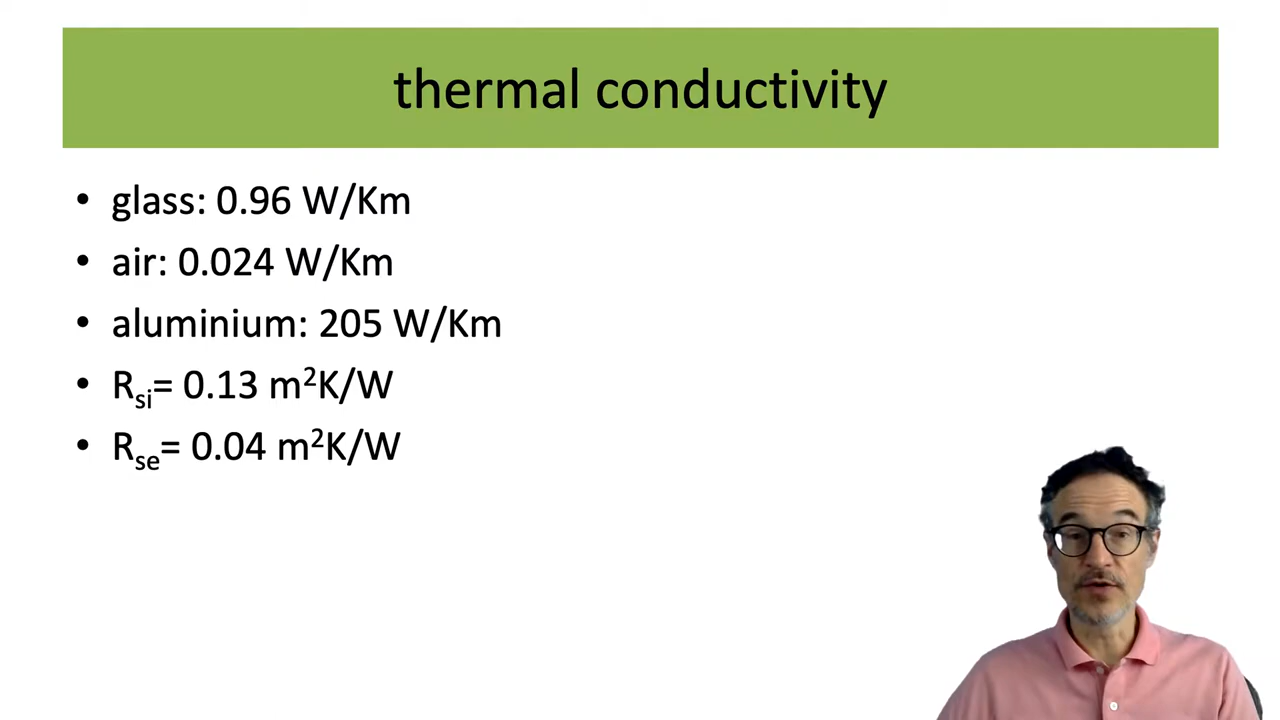 thermal conductivity
• glass: 0.96 W/Km
• air: 0.024 W/Km
• aluminium: 205 W/Km
• Rsi= 0.13 m²K/W
• Rse= 0.04 m²K/W